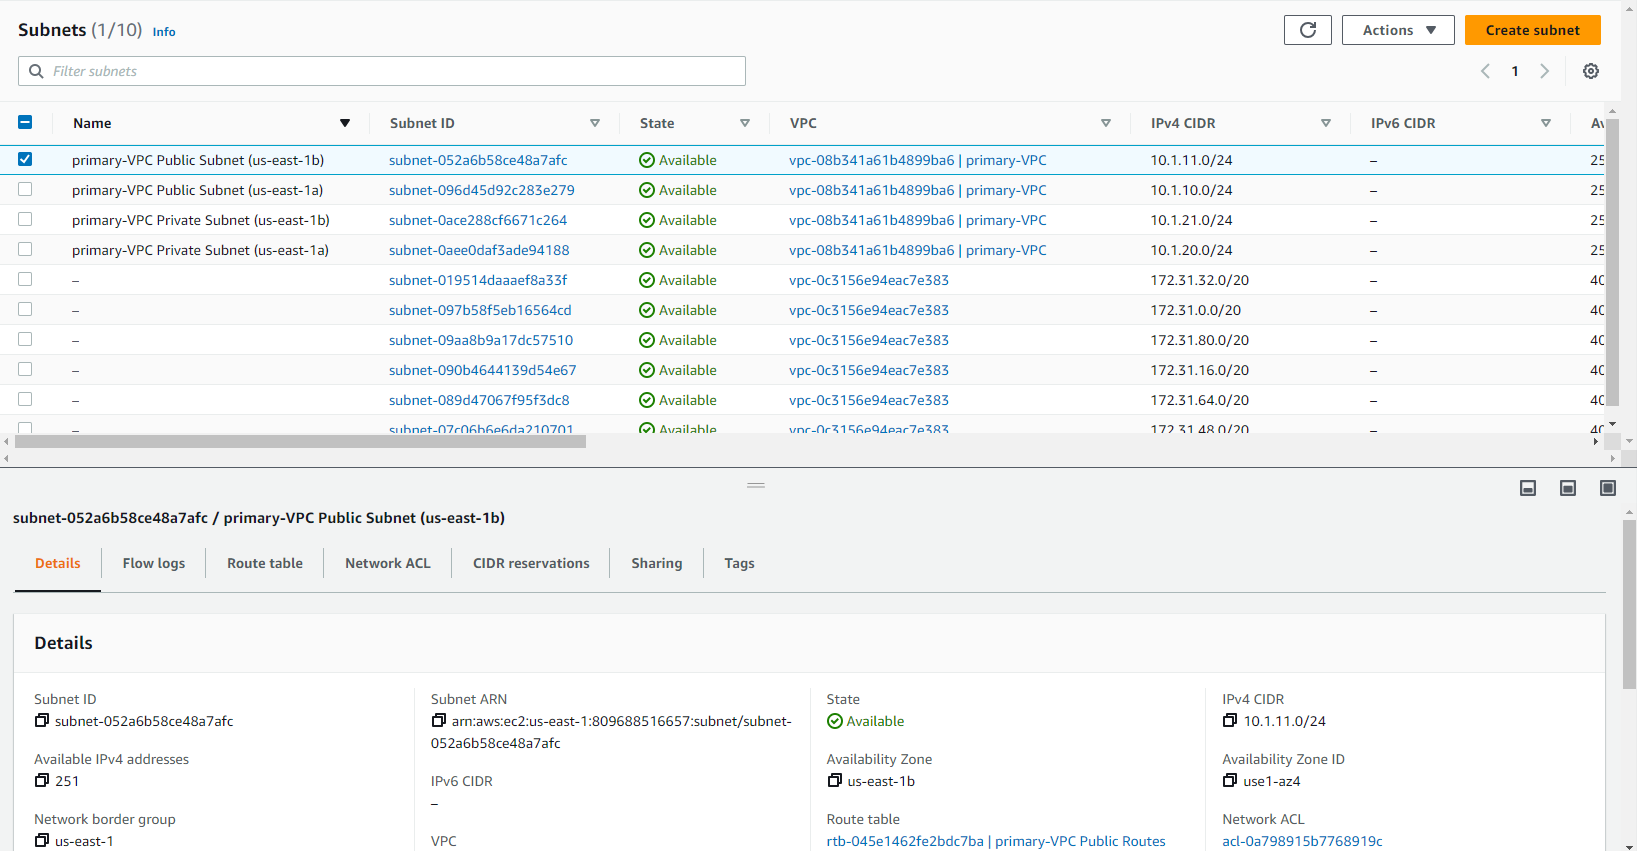 Subnets (1/10) Info
Actions
Create subnet
Filter subnets
1
Name Subnet ID State VPC IPv4 CIDR IPv6 CIDR
primary-VPC Public Subnet (us-east-1b) subnet-052a6b58ce48a7afc Available vpc-08b341a61b4899ba6 | primary-VPC 10.1.11.0/24 – 25
primary-VPC Public Subnet (us-east-1a) subnet-096d45d92c283e279 Available vpc-08b341a61b4899ba6 | primary-VPC 10.1.10.0/24 – 25
primary-VPC Private Subnet (us-east-1b) subnet-0ace288cf6671c264 Available vpc-08b341a61b4899ba6 | primary-VPC 10.1.21.0/24 – 25
primary-VPC Private Subnet (us-east-1a) subnet-0aee0daf3ade94188 Available vpc-08b341a61b4899ba6 | primary-VPC 10.1.20.0/24 – 25
– subnet-019514daaaef8a33f Available vpc-0c3156e94eac7e383 172.31.32.0/20 – 40
– subnet-097b58f5eb16564cd Available vpc-0c3156e94eac7e383 172.31.0.0/20 – 40
– subnet-09aa8b9a17dc57510 Available vpc-0c3156e94eac7e383 172.31.80.0/20 – 40
– subnet-090b4644139d54e67 Available vpc-0c3156e94eac7e383 172.31.16.0/20 – 40
– subnet-089d47067f95f3dc8 Available vpc-0c3156e94eac7e383 172.31.64.0/20 – 40
– subnet-07c06b6e6da210701 Available vpc-0c3156e94eac7e383 172.31.48.0/20 – 40
subnet-052a6b58ce48a7afc / primary-VPC Public Subnet (us-east-1b)
Details Flow logs Route table Network ACL CIDR reservations Sharing Tags
Details
Subnet ID
subnet-052a6b58ce48a7afc
Available IPv4 addresses
251
Network border group
us-east-1
Subnet ARN
arn:aws:ec2:us-east-1:809688516657:subnet/subnet-
052a6b58ce48a7afc
IPv6 CIDR
–
VPC
State
Available
Availability Zone
us-east-1b
Route table
rtb-045e1462fe2bdc7ba | primary-VPC Public Routes
IPv4 CIDR
10.1.11.0/24
Availability Zone ID
use1-az4
Network ACL
acl-0a798915b7768919c